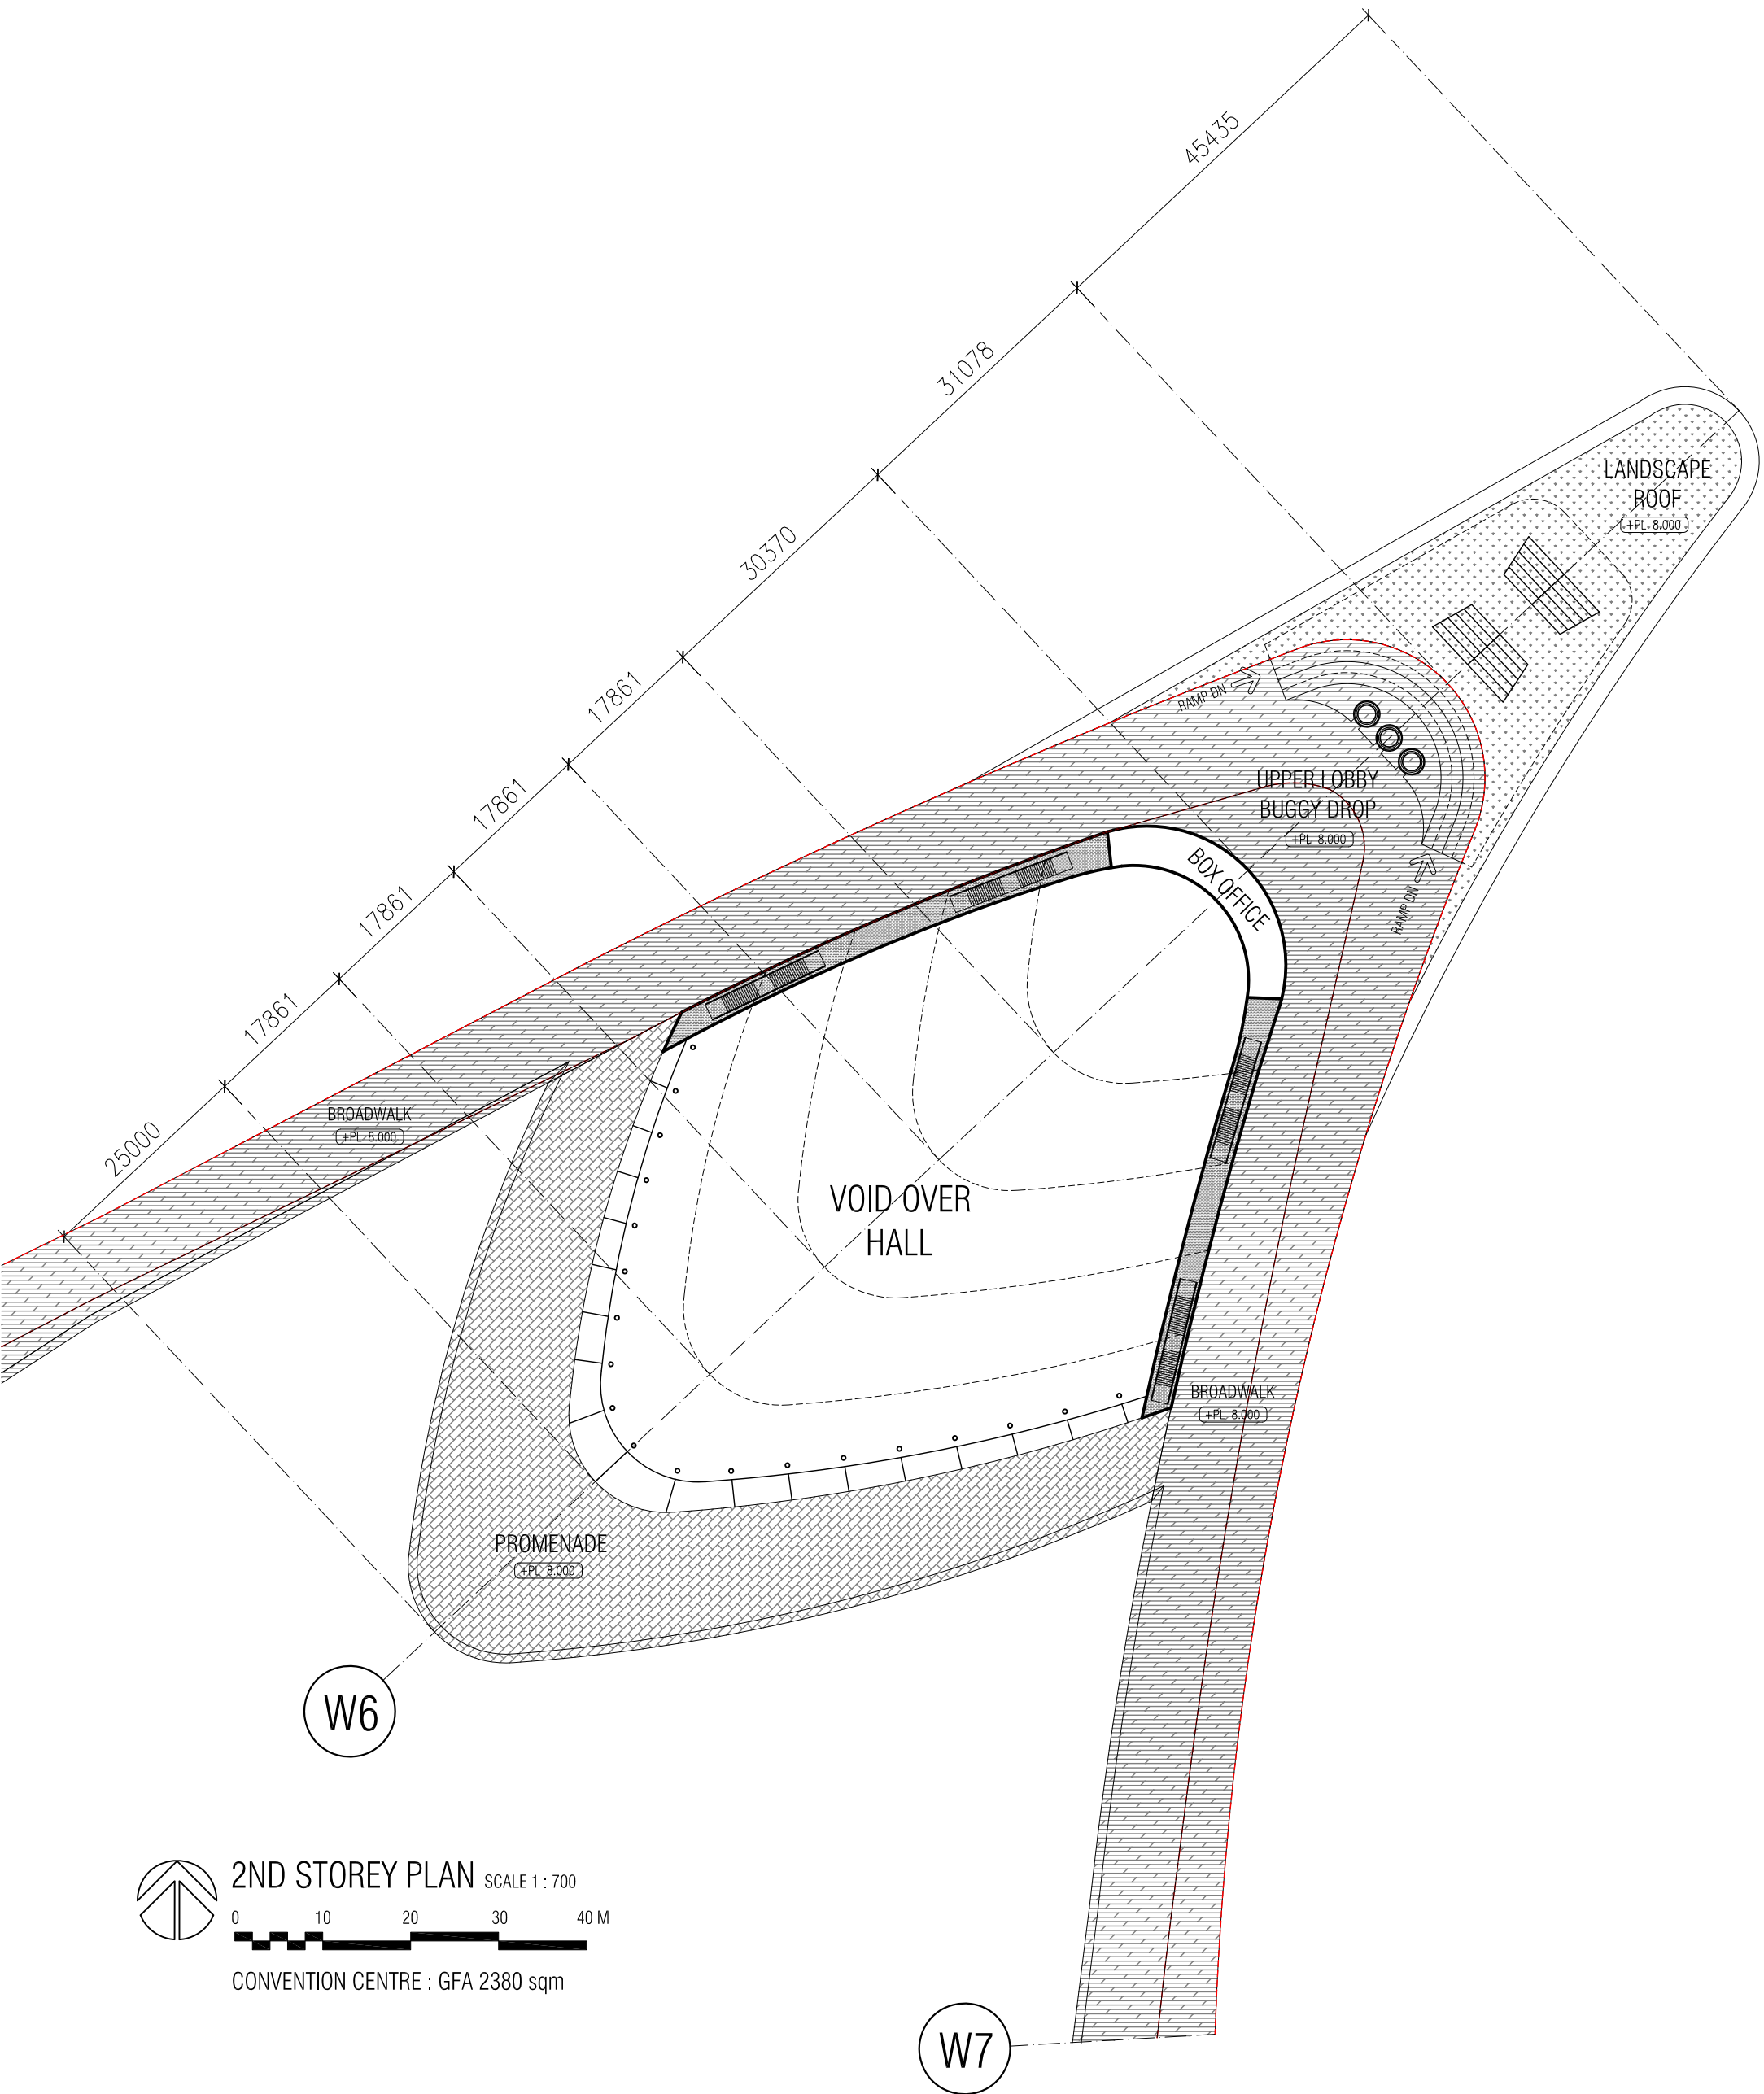 45435
31078
30370
17861
17861
17861
17861
25000
LANDSCAPE
ROOF
+PL 8.000
RAMP DN
UPPER LOBBY
BUGGY DROP
+PL 8.000
BOX OFFICE
RAMP DN
BROADWALK
+PL 8.000
VOID OVER
HALL
BROADWALK
+PL 8.000
PROMENADE
+PL 8.000
W6
2ND STOREY PLAN SCALE 1 : 700
0 10 20 30 40 M
CONVENTION CENTRE : GFA 2380 sqm
W7